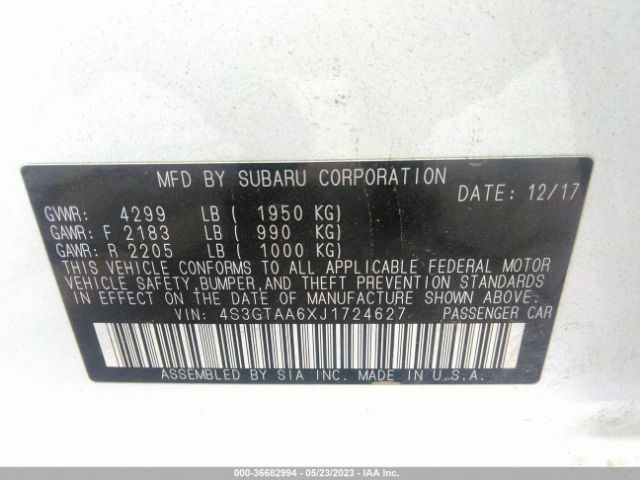 MFD BY SUBARU CORPORATION DATE: 12/17
GVWR: 4299 LB ( 1950 KG)
GAWR: F 2183 LB ( 990 KG)
GAWR: R 2205 LB ( 1000 KG)
THIS VEHICLE CONFORMS TO ALL APPLICABLE FEDERAL MOTOR
VEHICLE SAFETY, BUMPER, AND THEFT PREVENTION STANDARDS
IN EFFECT ON THE DATE OF MANUFACTURE SHOWN ABOVE.
VIN: 4S3GTAA6XJ1724627 PASSENGER CAR
ASSEMBLED BY SIA INC. MADE IN U.S.A.
000-36682994 - 05/23/2023 - IAA Inc.